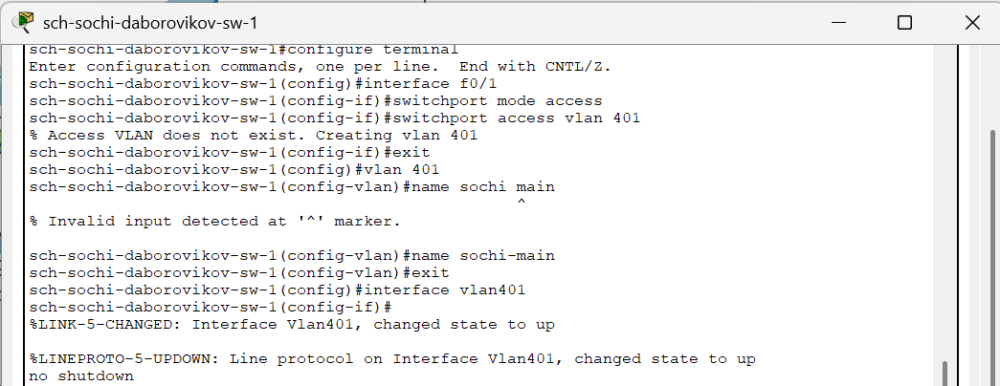 sch-sochi-daborovikov-sw-1
sch-sochi-daborovikov-sw-1#configure terminal
Enter configuration commands, one per line.  End with CNTL/Z.
sch-sochi-daborovikov-sw-1(config)#interface f0/1
sch-sochi-daborovikov-sw-1(config-if)#switchport mode access
sch-sochi-daborovikov-sw-1(config-if)#switchport access vlan 401
% Access VLAN does not exist. Creating vlan 401
sch-sochi-daborovikov-sw-1(config-if)#exit
sch-sochi-daborovikov-sw-1(config)#vlan 401
sch-sochi-daborovikov-sw-1(config-vlan)#name sochi main
^
% Invalid input detected at '^' marker.
sch-sochi-daborovikov-sw-1(config-vlan)#name sochi-main
sch-sochi-daborovikov-sw-1(config-vlan)#exit
sch-sochi-daborovikov-sw-1(config)#interface vlan401
sch-sochi-daborovikov-sw-1(config-if)#
%LINK-5-CHANGED: Interface Vlan401, changed state to up
%LINEPROTO-5-UPDOWN: Line protocol on Interface Vlan401, changed state to up
no shutdown